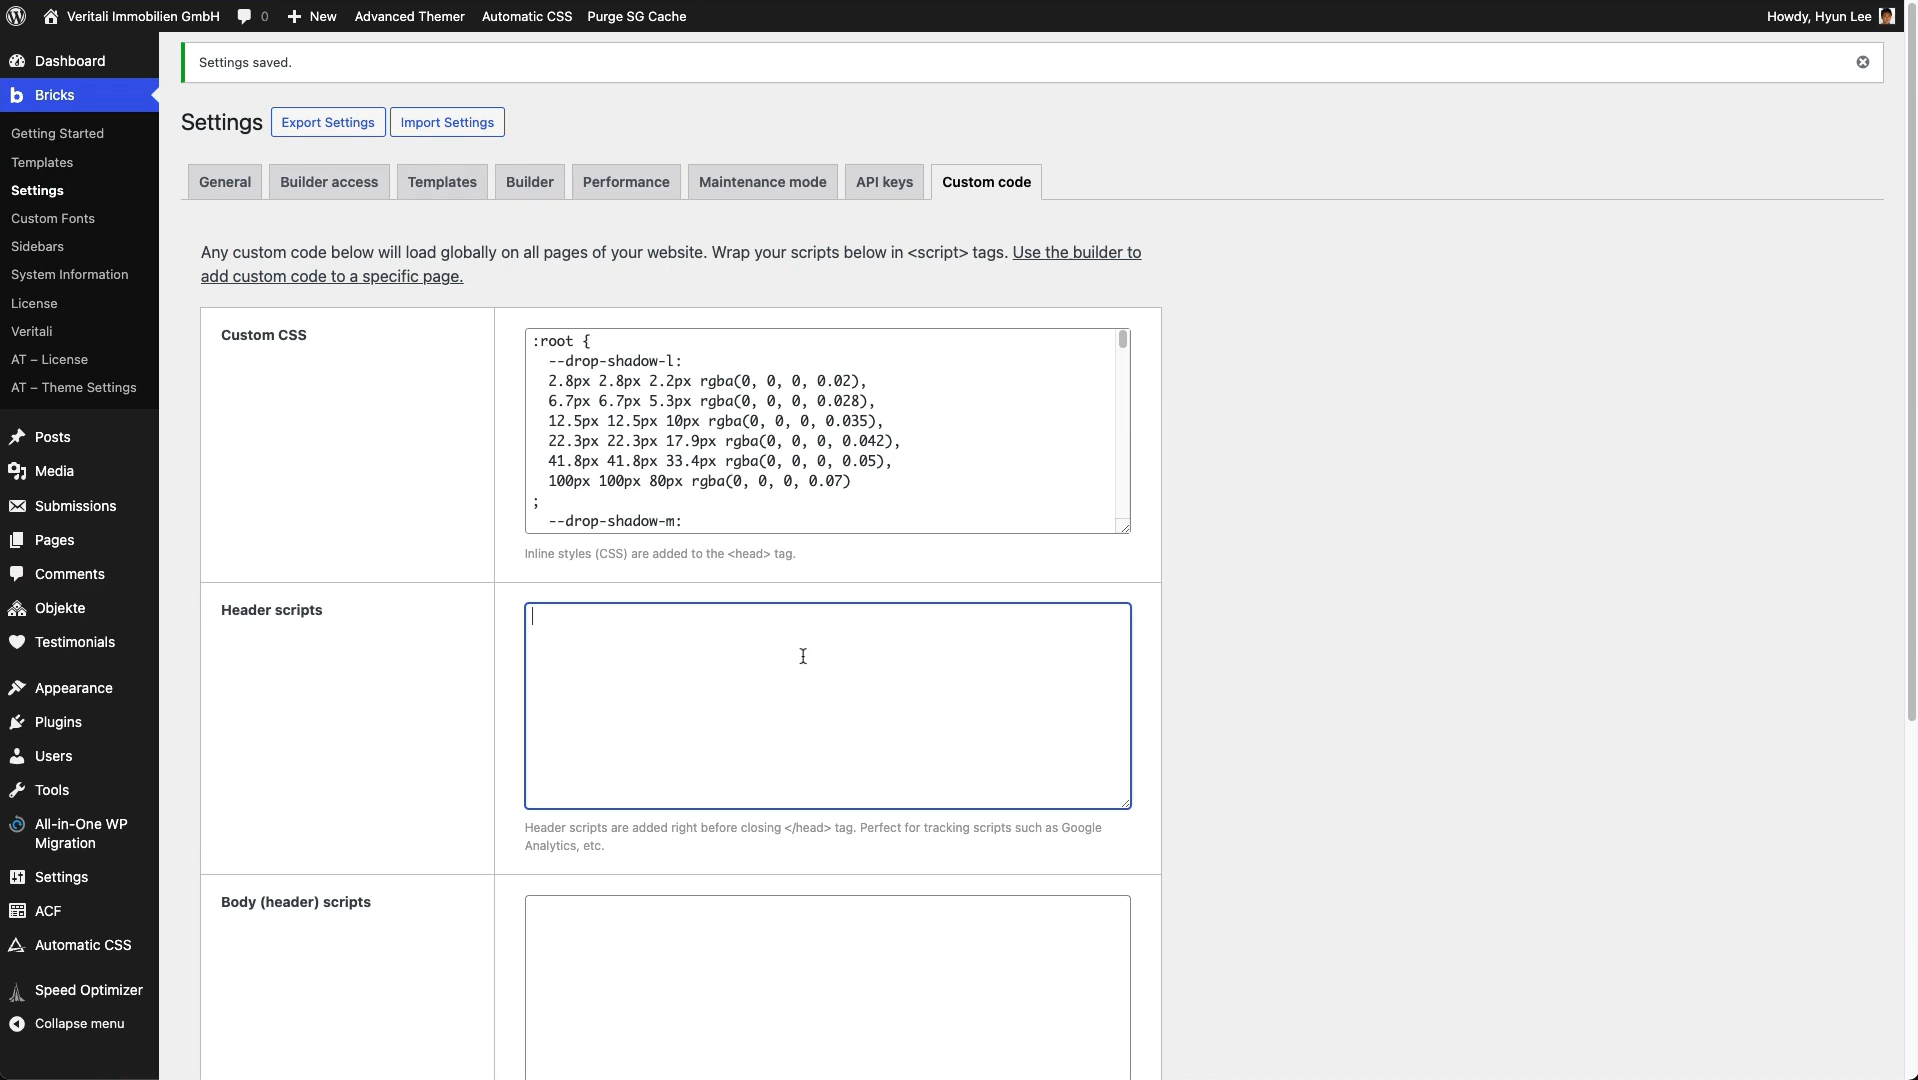 Veritali Immobilien GmbH 0 New Advanced Themer Automatic CSS Purge SG Cache Howdy, Hyun Lee
Dashboard
Bricks
Getting Started
Templates
Settings
Custom Fonts
Sidebars
System Information
License
Veritali
AT – License
AT – Theme Settings
Posts
Media
Submissions
Pages
Comments
Objekte
Testimonials
Appearance
Plugins
Users
Tools
All-in-One WP
Migration
Settings
ACF
Automatic CSS
Speed Optimizer
Collapse menu
Settings saved.
Settings Export Settings Import Settings
General Builder access Templates Builder Performance Maintenance mode API keys Custom code
Any custom code below will load globally on all pages of your website. Wrap your scripts below in <script> tags. Use the builder to
add custom code to a specific page.
Custom CSS
:root {
--drop-shadow-l:
2.8px 2.8px 2.2px rgba(0, 0, 0, 0.02),
6.7px 6.7px 5.3px rgba(0, 0, 0, 0.028),
12.5px 12.5px 10px rgba(0, 0, 0, 0.035),
22.3px 22.3px 17.9px rgba(0, 0, 0, 0.042),
41.8px 41.8px 33.4px rgba(0, 0, 0, 0.05),
100px 100px 80px rgba(0, 0, 0, 0.07)
;
--drop-shadow-m:
Inline styles (CSS) are added to the <head> tag.
Header scripts
Header scripts are added right before closing </head> tag. Perfect for tracking scripts such as Google
Analytics, etc.
Body (header) scripts